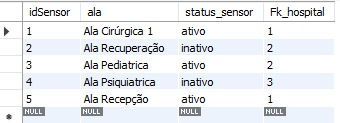 idSensor ala status_sensor Fk_hospital
1 Ala Cirúrgica 1 ativo 1
2 Ala Recuperação inativo 2
3 Ala Pediatrica ativo 2
4 Ala Psiquiatrica inativo 3
5 Ala Recepção ativo 1
NULL NULL NULL NULL